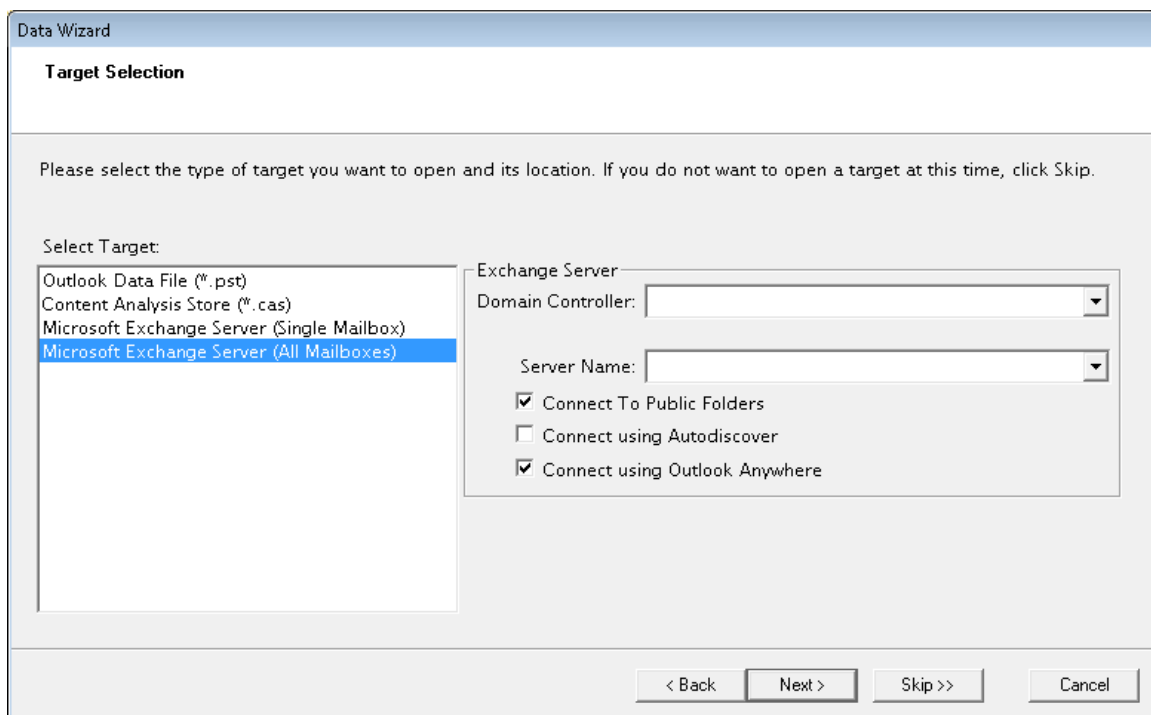 Data Wizard
Target Selection
Please select the type of target you want to open and its location. If you do not want to open a target at this time, click Skip.
Select Target:
Outlook Data File (*.pst)
Content Analysis Store (*.cas)
Microsoft Exchange Server (Single Mailbox)
Microsoft Exchange Server (All Mailboxes)
Exchange Server
Domain Controller:
Server Name:
Connect To Public Folders
Connect using Autodiscover
Connect using Outlook Anywhere
< Back
Next >
Skip >>
Cancel